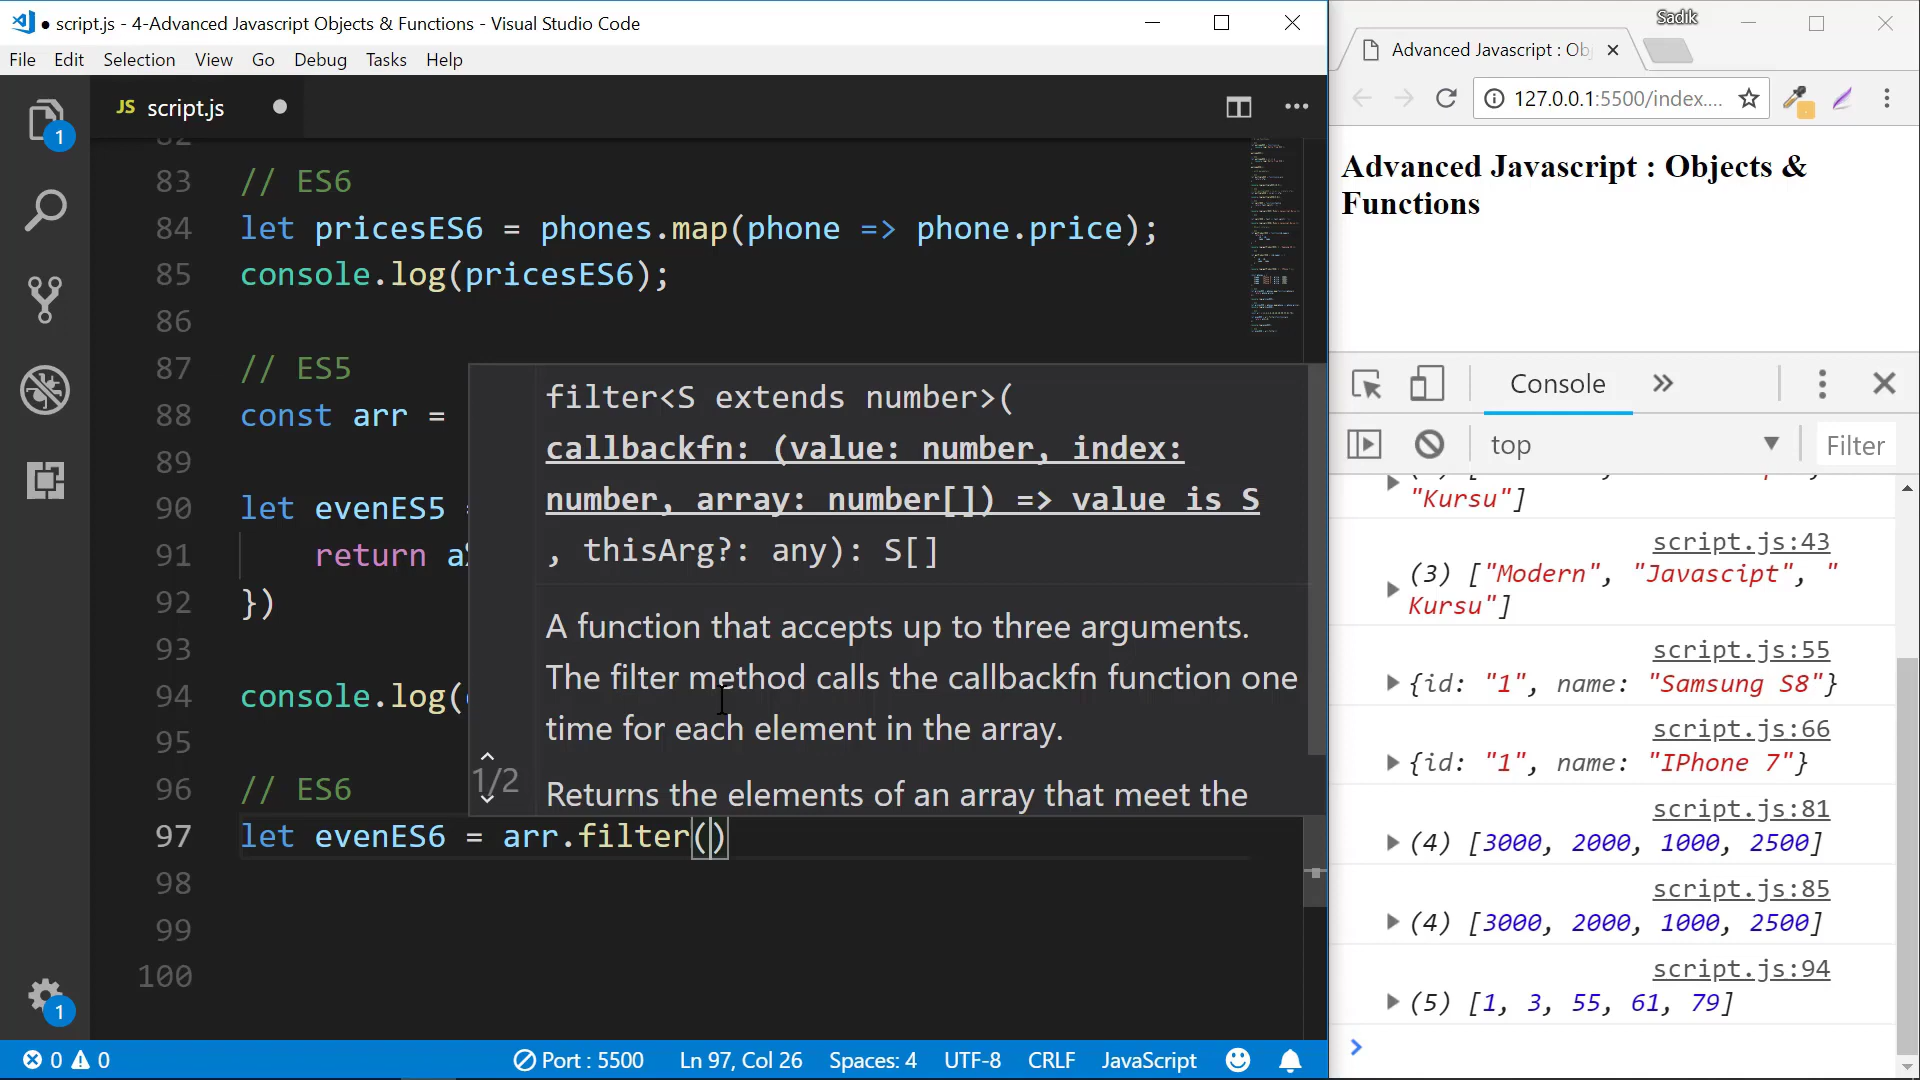 script.js - 4-Advanced Javascript Objects & Functions - Visual Studio Code
File Edit Selection View Go Debug Tasks Help
JS script.js
1
83 // ES6
84 let pricesES6 = phones.map(phone => phone.price);
85 console.log(pricesES6);
86
87 // ES5
88 const arr =
89
90 let evenES5
91 return
92 })
93
94 console.log(
95
96 // ES6
97 let evenES6 = arr.filter()
98
99
100
filter<S extends number>(
callbackfn: (value: number, index:
number, array: number[]) => value is S
, thisArg?: any): S[]
A function that accepts up to three arguments.
The filter method calls the callbackfn function one
time for each element in the array.
1/2
Returns the elements of an array that meet the
1
0 0 Port : 5500 Ln 97, Col 26 Spaces: 4 UTF-8 CRLF JavaScript
Sadik
Advanced Javascript : Ob
127.0.0.1:5500/index....
Advanced Javascript : Objects &
Functions
Console
top Filter
"Kursu"]
script.js:43
(3) ["Modern", "Javascipt", "
Kursu"]
script.js:55
{id: "1", name: "Samsung S8"}
script.js:66
{id: "1", name: "IPhone 7"}
script.js:81
(4) [3000, 2000, 1000, 2500]
script.js:85
(4) [3000, 2000, 1000, 2500]
script.js:94
(5) [1, 3, 55, 61, 79]